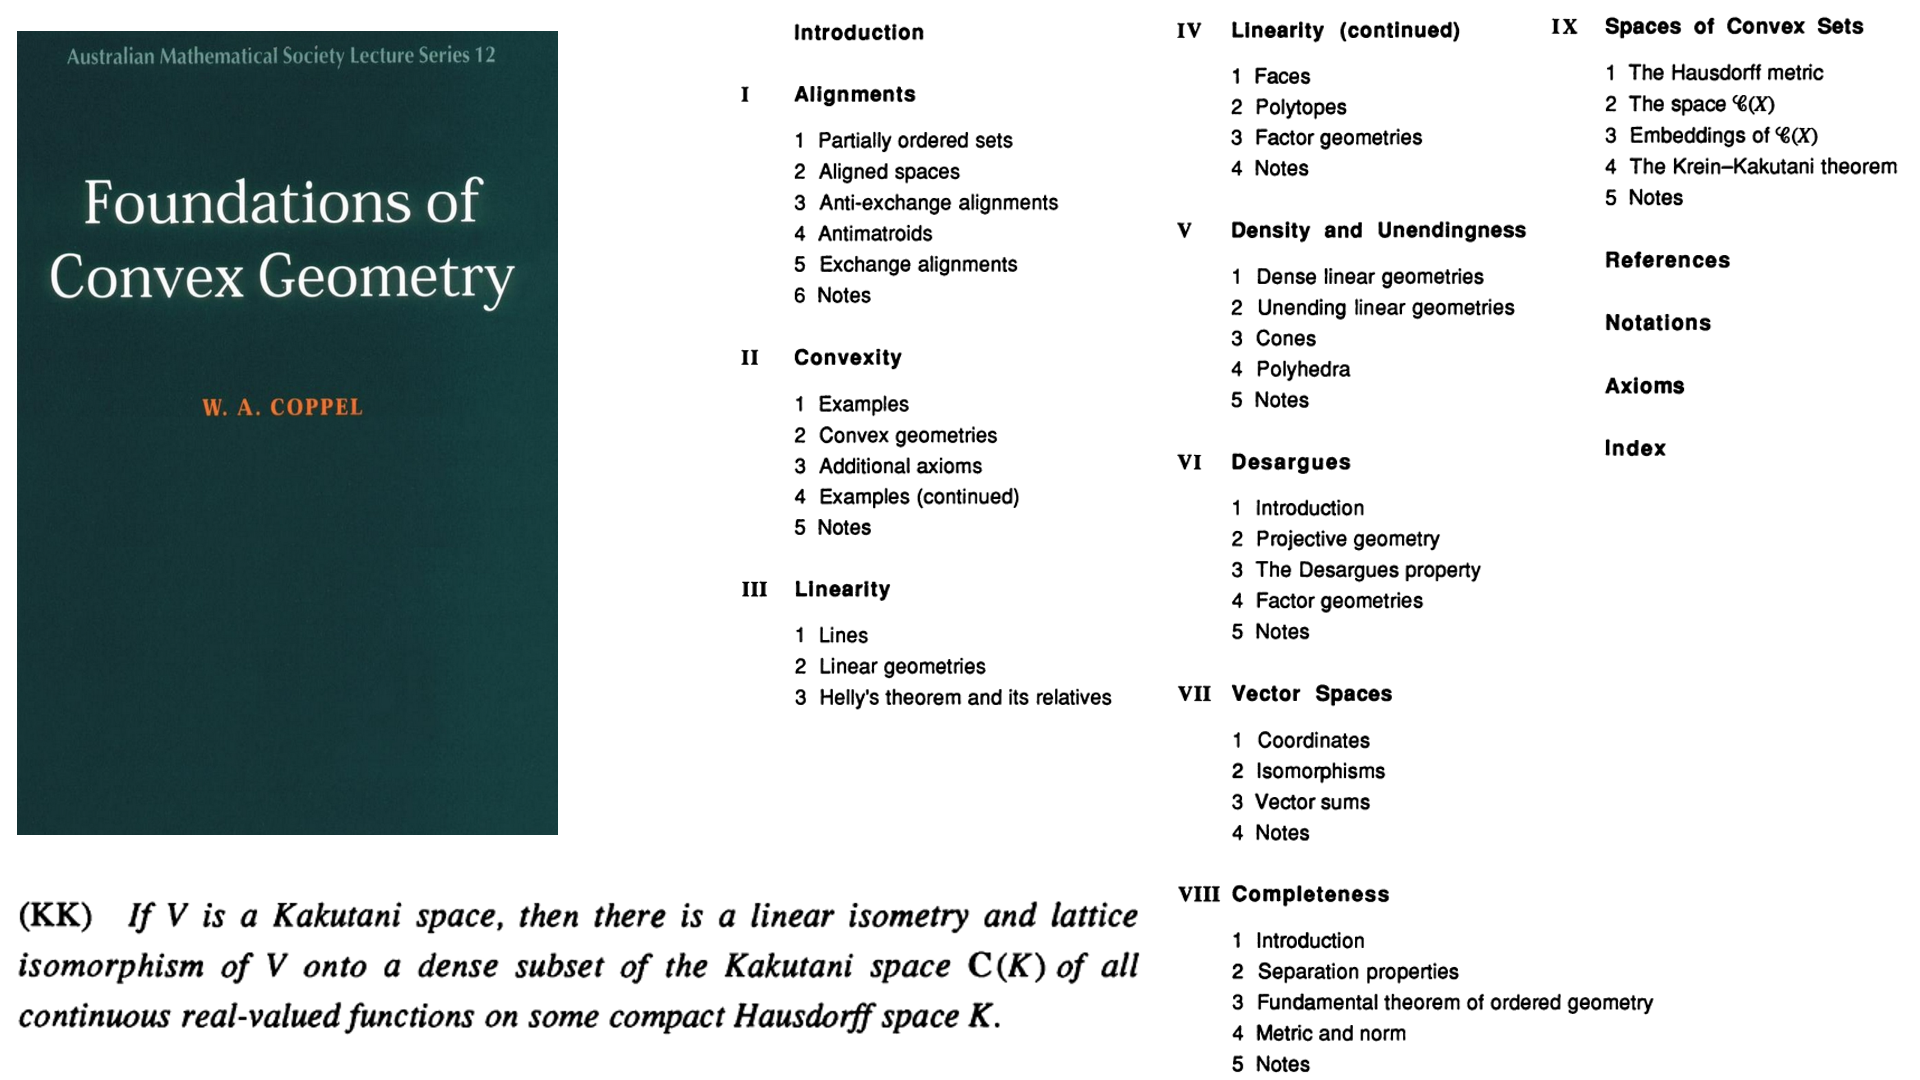 Australian Mathematical Society Lecture Series 12
Foundations of
Convex Geometry
W. A. COPPEL
Introduction
I Alignments
1 Partially ordered sets
2 Aligned spaces
3 Anti-exchange alignments
4 Antimatroids
5 Exchange alignments
6 Notes
II Convexity
1 Examples
2 Convex geometries
3 Additional axioms
4 Examples (continued)
5 Notes
III Linearity
1 Lines
2 Linear geometries
3 Helly's theorem and its relatives
IV Linearity (continued)
1 Faces
2 Polytopes
3 Factor geometries
4 Notes
V Density and Unendingness
1 Dense linear geometries
2 Unending linear geometries
3 Cones
4 Polyhedra
5 Notes
VI Desargues
1 Introduction
2 Projective geometry
3 The Desargues property
4 Factor geometries
5 Notes
VII Vector Spaces
1 Coordinates
2 Isomorphisms
3 Vector sums
4 Notes
VIII Completeness
1 Introduction
2 Separation properties
3 Fundamental theorem of ordered geometry
4 Metric and norm
5 Notes
IX Spaces of Convex Sets
1 The Hausdorff metric
2 The space 𝒞(X)
3 Embeddings of 𝒞(X)
4 The Krein–Kakutani theorem
5 Notes
References
Notations
Axioms
Index
(KK) If V is a Kakutani space, then there is a linear isometry and lattice
isomorphism of V onto a dense subset of the Kakutani space C(K) of all
continuous real-valued functions on some compact Hausdorff space K.